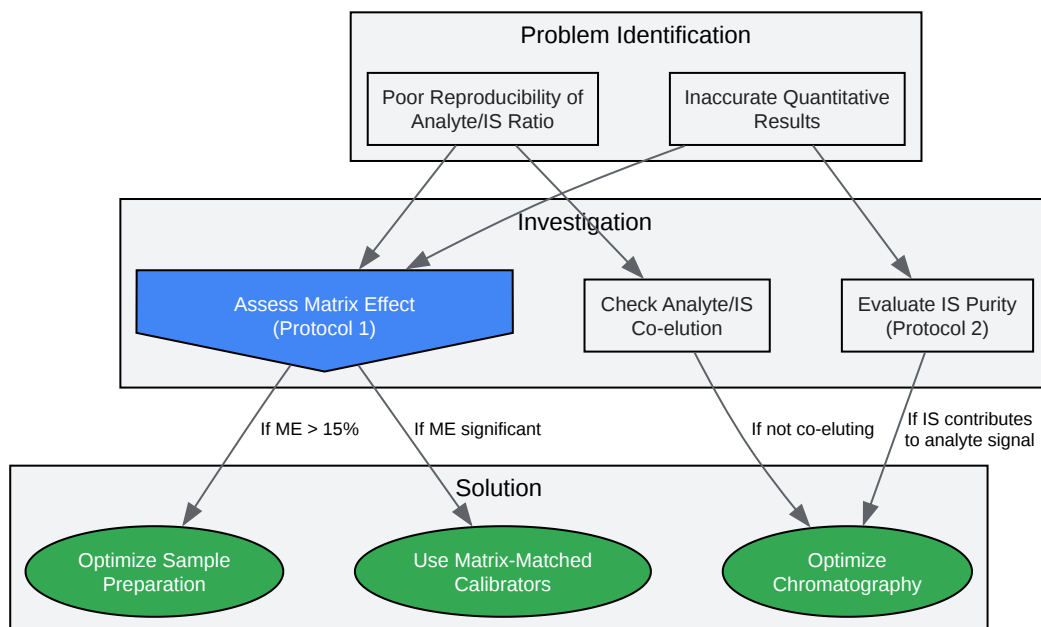 Problem Identification
Poor Reproducibility of
Analyte/IS Ratio
Inaccurate Quantitative
Results
Investigation
Assess Matrix Effect
(Protocol 1)
Check Analyte/IS
Co-elution
Evaluate IS Purity
(Protocol 2)
If ME > 15%
If ME significant
If not co-eluting
If IS contributes
to analyte signal
Solution
Optimize Sample
Preparation
Use Matrix-Matched
Calibrators
Optimize
Chromatography